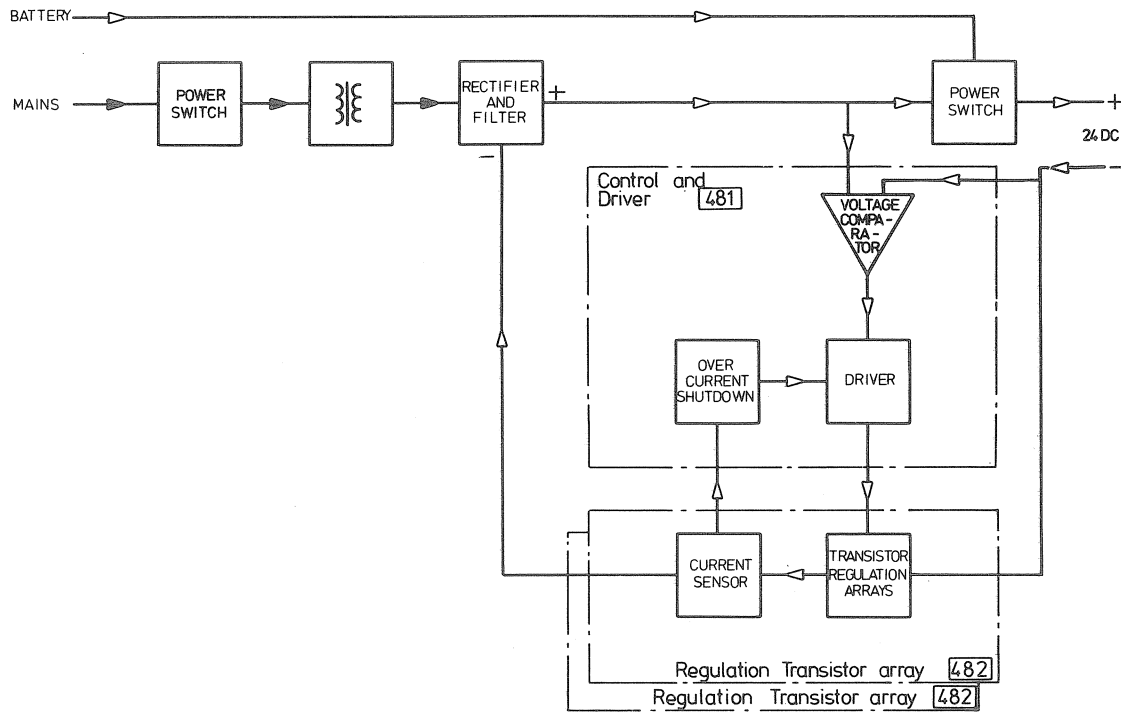 BATTERY
MAINS
POWER
SWITCH
RECTIFIER
AND
FILTER
+
−
POWER
SWITCH
+
24 DC
−
Control and
Driver 481
VOLTAGE
COMPA-
RA-
TOR
OVER
CURRENT
SHUTDOWN
DRIVER
CURRENT
SENSOR
TRANSISTOR
REGULATION
ARRAYS
Regulation Transistor array 482
Regulation Transistor array 482